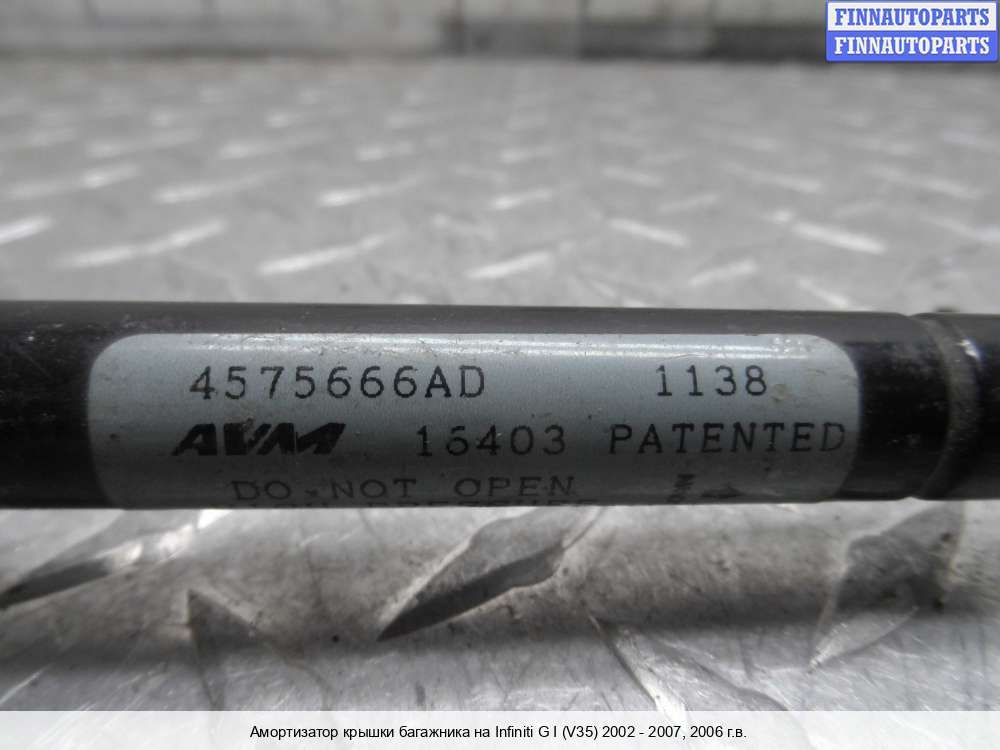 FINNAUTOPARTS
FINNAUTOPARTS
4575666AD 1138
AVM 16403 PATENTED
DO NOT OPEN
Амортизатор крышки багажника на Infiniti G I (V35) 2002 - 2007, 2006 г.в.